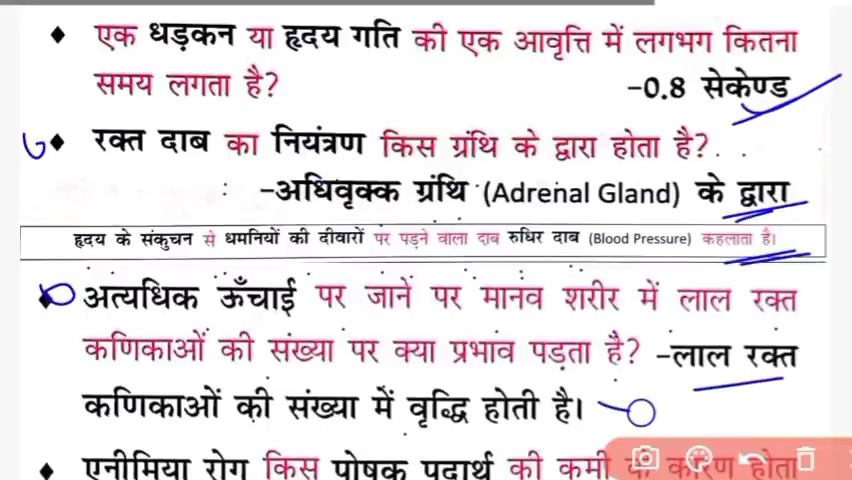 ♦ एक धड़कन या हृदय गति की एक आवृत्ति में लगभग कितना
समय लगता है? -0.8 सेकेण्ड
♦ रक्त दाब का नियंत्रण किस ग्रंथि के द्वारा होता है?
-अधिवृक्क ग्रंथि (Adrenal Gland) के द्वारा
हृदय के संकुचन से धमनियों की दीवारों पर पड़ने वाला दाब रुधिर दाब (Blood Pressure) कहलाता है।
♦ अत्यधिक ऊँचाई पर जाने पर मानव शरीर में लाल रक्त
कणिकाओं की संख्या पर क्या प्रभाव पड़ता है? -लाल रक्त
कणिकाओं की संख्या में वृद्धि होती है।
♦ एनीमिया रोग किस पोषक पदार्थ की कमी के कारण होता